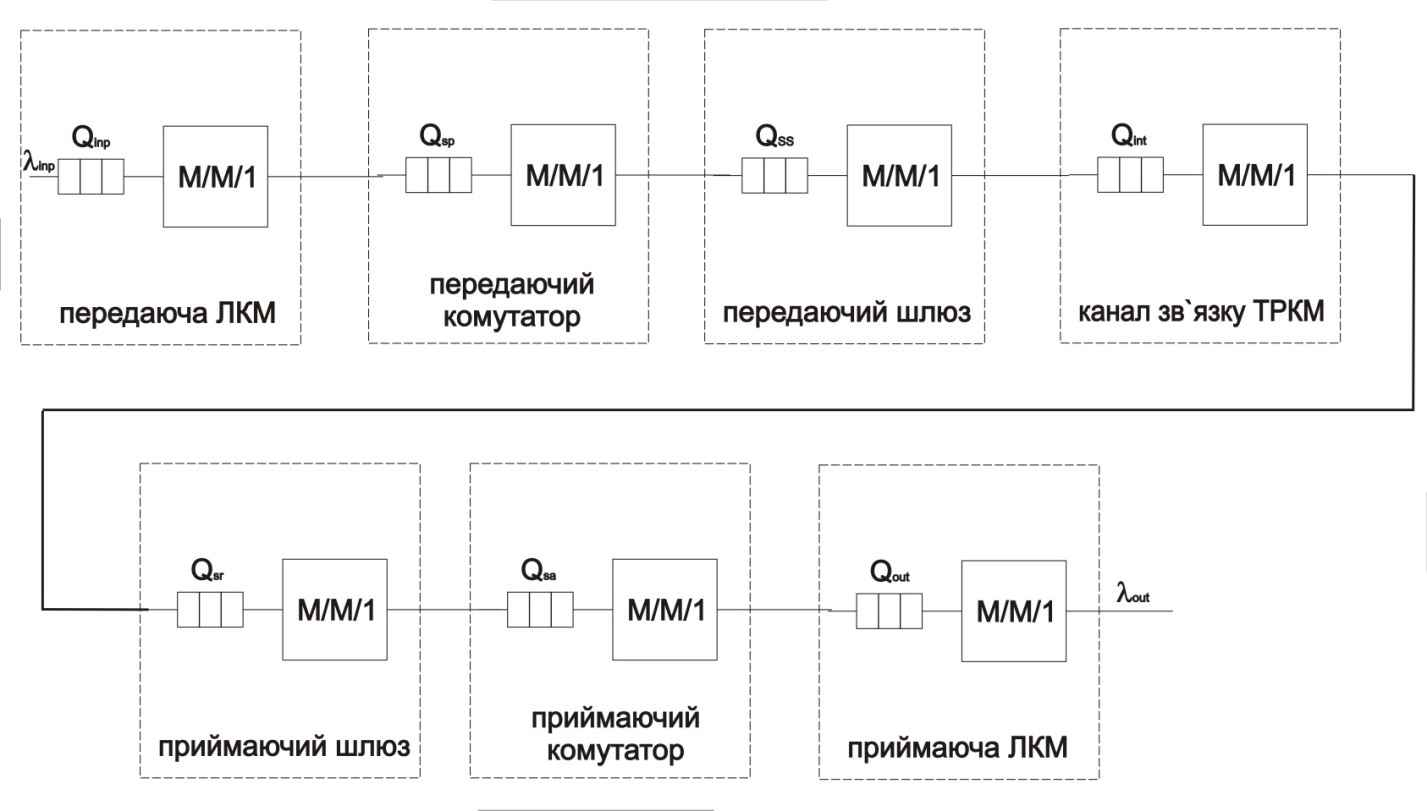 λinp
Qinp
M/M/1
передаюча ЛКМ
Qsp
M/M/1
передаючий
комутатор
QSS
M/M/1
передаючий шлюз
Qint
M/M/1
канал зв`язку ТРКМ
Qsr
M/M/1
приймаючий шлюз
Qsa
M/M/1
приймаючий
комутатор
Qout
M/M/1
приймаюча ЛКМ
λout